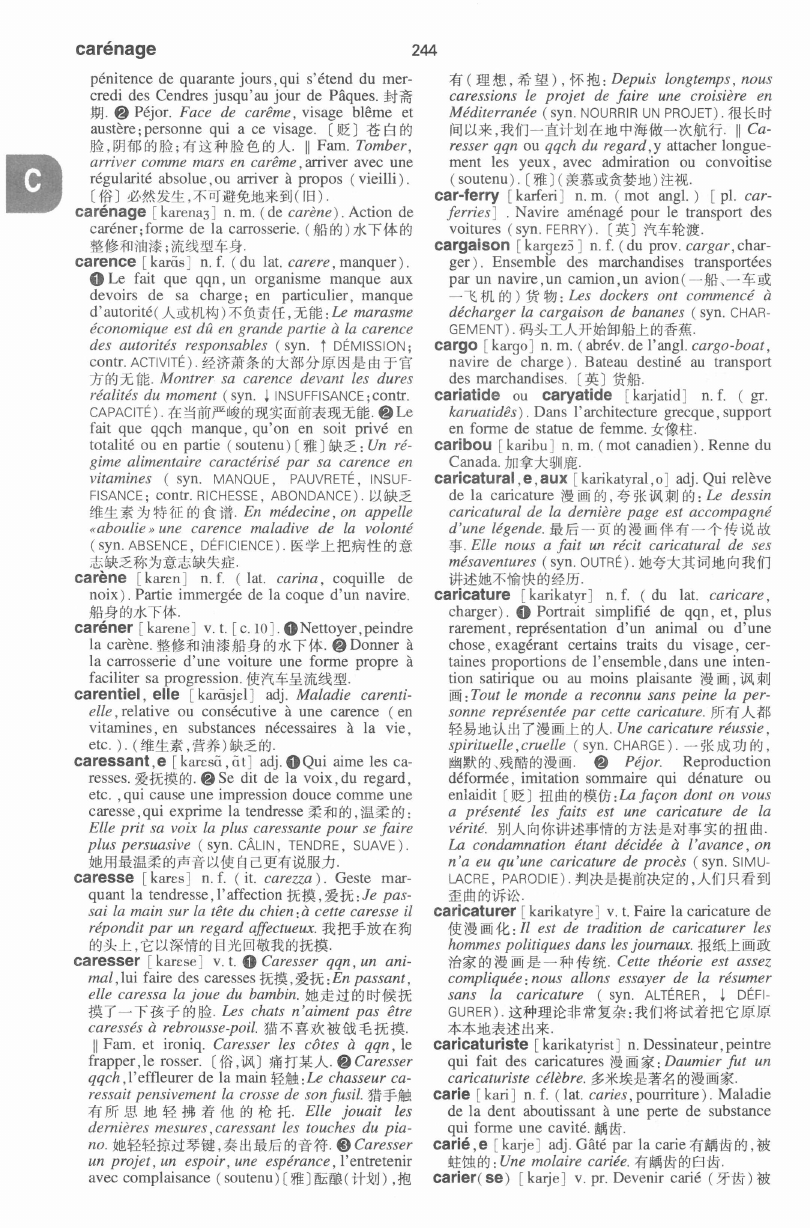 carénage
244
C
pénitence de quarante jours,qui s'étend du mer-
credi des Cendres jusqu'au jour de Pâques. 封斋
期. ❷ Péjor. Face de carême, visage blême et
austère;personne qui a ce visage. 〔贬〕苍白的
脸,阴郁的脸;有这种脸色的人. ‖ Fam. Tomber,
arriver comme mars en carême,arriver avec une
régularité absolue,ou arriver à propos (vieilli).
〔俗〕必然发生,不可避免地来到(旧).
carénage [karenaʒ] n. m. (de carène). Action de
caréner;forme de la carrosserie. (船的)水下体的
整修和油漆;流线型车身.
carence [karɑ̃s] n. f. (du lat. carere,manquer).
❶ Le fait que qqn, un organisme manque aux
devoirs de sa charge; en particulier, manque
d'autorité(人或机构)不负责任,无能:Le marasme
économique est dû en grande partie à la carence
des autorités responsables (syn. ↑ DÉMISSION;
contr. ACTIVITÉ). 经济萧条的大部分原因是由于官
方的无能. Montrer sa carence devant les dures
réalités du moment (syn. ↓ INSUFFISANCE;contr.
CAPACITÉ). 在当前严峻的现实面前表现无能. ❷ Le
fait que qqch manque, qu'on en soit privé en
totalité ou en partie (soutenu)〔雅〕缺乏:Un ré-
gime alimentaire caractérisé par sa carence en
vitamines ( syn. MANQUE, PAUVRETÉ, INSUF-
FISANCE; contr. RICHESSE, ABONDANCE). 以缺乏
维生素为特征的食谱. En médecine, on appelle
«aboulie» une carence maladive de la volonté
(syn. ABSENCE, DÉFICIENCE). 医学上把病性的意
志缺乏称为意志缺失症.
carène [karen] n. f. ( lat. carina, coquille de
noix). Partie immergée de la coque d'un navire.
船身的水下体.
caréner [karene] v. t. [c. 10]. ❶ Nettoyer,peindre
la carène. 整修和油漆船身的水下体. ❷ Donner à
la carrosserie d'une voiture une forme propre à
faciliter sa progression. 使汽车呈流线型.
carentiel, elle [karɑ̃sjel] adj. Maladie carenti-
elle,relative ou consécutive à une carence (en
vitamines, en substances nécessaires à la vie,
etc. ). (维生素,营养)缺乏的.
caressant,e [karɛsɑ̃,ɑ̃t] adj. ❶ Qui aime les ca-
resses. 爱抚摸的. ❷ Se dit de la voix,du regard,
etc. ,qui cause une impression douce comme une
caresse,qui exprime la tendresse 柔和的,温柔的:
Elle prit sa voix la plus caressante pour se faire
plus persuasive (syn. CÂLIN, TENDRE, SUAVE).
她用最温柔的声音以使自己更有说服力.
caresse [karɛs] n. f. (it. carezza). Geste mar-
quant la tendresse,l'affection 抚摸,爱抚:Je pas-
sai la main sur la tête du chien:à cette caresse il
répondit par un regard affectueux. 我把手放在狗
的头上,它以深情的目光回敬我的抚摸.
caresser [karese] v. t. ❶ Caresser qqn, un ani-
mal,lui faire des caresses 抚摸,爱抚:En passant,
elle caressa la joue du bambin. 她走过的时候抚
摸了一下孩子的脸. Les chats n'aiment pas être
caressés à rebrousse-poil. 猫不喜欢被戗毛抚摸.
‖ Fam. et ironiq. Caresser les côtes à qqn, le
frapper,le rosser. 〔俗,讽〕痛打某人. ❷ Caresser
qqch,l'effleurer de la main 轻触:Le chasseur ca-
ressait pensivement la crosse de son fusil. 猎手触
有所思地轻拂着他的枪托. Elle jouait les
dernières mesures,caressant les touches du pia-
no. 她轻轻掠过琴键,奏出最后的音符. ❸ Caresser
un projet, un espoir, une espérance,l'entretenir
avec complaisance (soutenu)〔雅〕酝酿(计划),抱
有(理想,希望),怀抱:Depuis longtemps, nous
caressions le projet de faire une croisière en
Méditerranée (syn. NOURRIR UN PROJET). 很长时
间以来,我们一直计划在地中海做一次航行. ‖ Ca-
resser qqn ou qqch du regard,y attacher longue-
ment les yeux, avec admiration ou convoitise
(soutenu).〔雅〕(羡慕或贪婪地)注视.
car-ferry [karferi] n. m. ( mot angl. ) [ pl. car-
ferries] . Navire aménagé pour le transport des
voitures (syn. FERRY).〔英〕汽车轮渡.
cargaison [kargezɔ̃] n. f. (du prov. cargar,char-
ger). Ensemble des marchandises transportées
par un navire,un camion,un avion(一船、一车或
一飞机的)货物:Les dockers ont commencé à
décharger la cargaison de bananes (syn. CHAR-
GEMENT). 码头工人开始卸船上的香蕉.
cargo [kargo] n. m. (abrév. de l'angl. cargo-boat,
navire de charge). Bateau destiné au transport
des marchandises. 〔英〕货船.
cariatide ou caryatide [karjatid] n. f. ( gr.
karuatidês). Dans l'architecture grecque,support
en forme de statue de femme. 女像柱.
caribou [karibu] n. m. (mot canadien). Renne du
Canada. 加拿大驯鹿.
caricatural,e,aux [karikatyral,o] adj. Qui relève
de la caricature 漫画的,夸张讽刺的: Le dessin
caricatural de la dernière page est accompagné
d'une légende. 最后一页的漫画伴有一个传说故
事. Elle nous a fait un récit caricatural de ses
mésaventures (syn. OUTRÉ). 她夸大其词地向我们
讲述她不愉快的经历.
caricature [karikatyr] n. f. ( du lat. caricare,
charger). ❶ Portrait simplifié de qqn, et, plus
rarement, représentation d'un animal ou d'une
chose, exagérant certains traits du visage, cer-
taines proportions de l'ensemble,dans une inten-
tion satirique ou au moins plaisante 漫画,讽刺
画:Tout le monde a reconnu sans peine la per-
sonne représentée par cette caricature. 所有人都
轻易地认出了漫画上的人. Une caricature réussie,
spirituelle,cruelle (syn. CHARGE). 一张成功的,
幽默的、残酷的漫画. ❷ Péjor. Reproduction
déformée, imitation sommaire qui dénature ou
enlaidit〔贬〕扭曲的模仿:La façon dont on vous
a présenté les faits est une caricature de la
vérité. 别人向你讲述事情的方法是对事实的扭曲.
La condamnation étant décidée à l'avance, on
n'a eu qu'une caricature de procès (syn. SIMU-
LACRE, PARODIE). 判决是提前决定的,人们只看到
歪曲的诉讼.
caricaturer [karikatyre] v. t. Faire la caricature de
使漫画化:Il est de tradition de caricaturer les
hommes politiques dans les journaux. 报纸上画政
治家的漫画是一种传统. Cette théorie est assez
compliquée:nous allons essayer de la résumer
sans la caricature ( syn. ALTÉRER, ↓ DÉFI-
GURER). 这种理论非常复杂:我们将试着把它原原
本本地表述出来.
caricaturiste [karikatyrist] n. Dessinateur,peintre
qui fait des caricatures 漫画家: Daumier fut un
caricaturiste célèbre. 多米埃是著名的漫画家.
carie [kari] n. f. (lat. caries,pourriture). Maladie
de la dent aboutissant à une perte de substance
qui forme une cavité. 龋齿.
carié,e [karje] adj. Gâté par la carie 有龋齿的,被
蛀蚀的:Une molaire cariée. 有龋齿的臼齿.
carier(se) [karje] v. pr. Devenir carié (牙齿)被